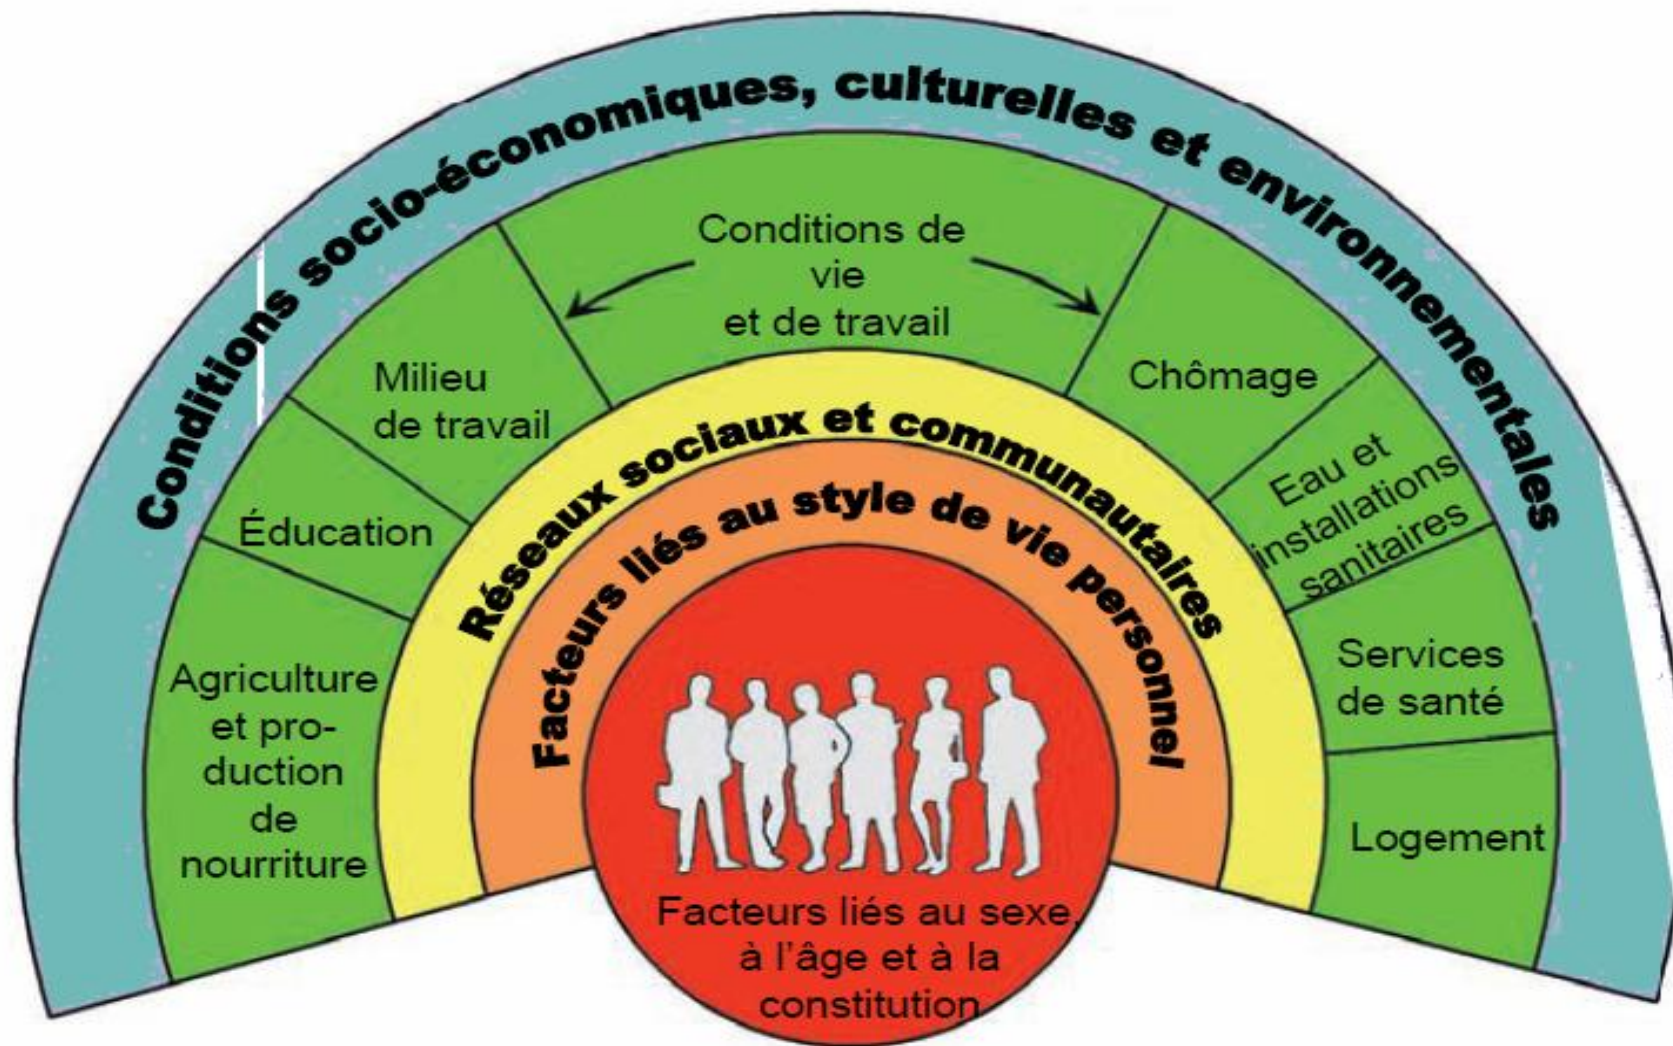 Conditions socio-économiques, culturelles et environnementales
Conditions de
vie
et de travail
Milieu
de travail
Chômage
Éducation
Eau et
installations
sanitaires
Agriculture
et pro-
duction
de
nourriture
Services
de santé
Logement
Réseaux sociaux et communautaires
Facteurs liés au style de vie personnel
Facteurs liés au sexe,
à l'âge et à la
constitution